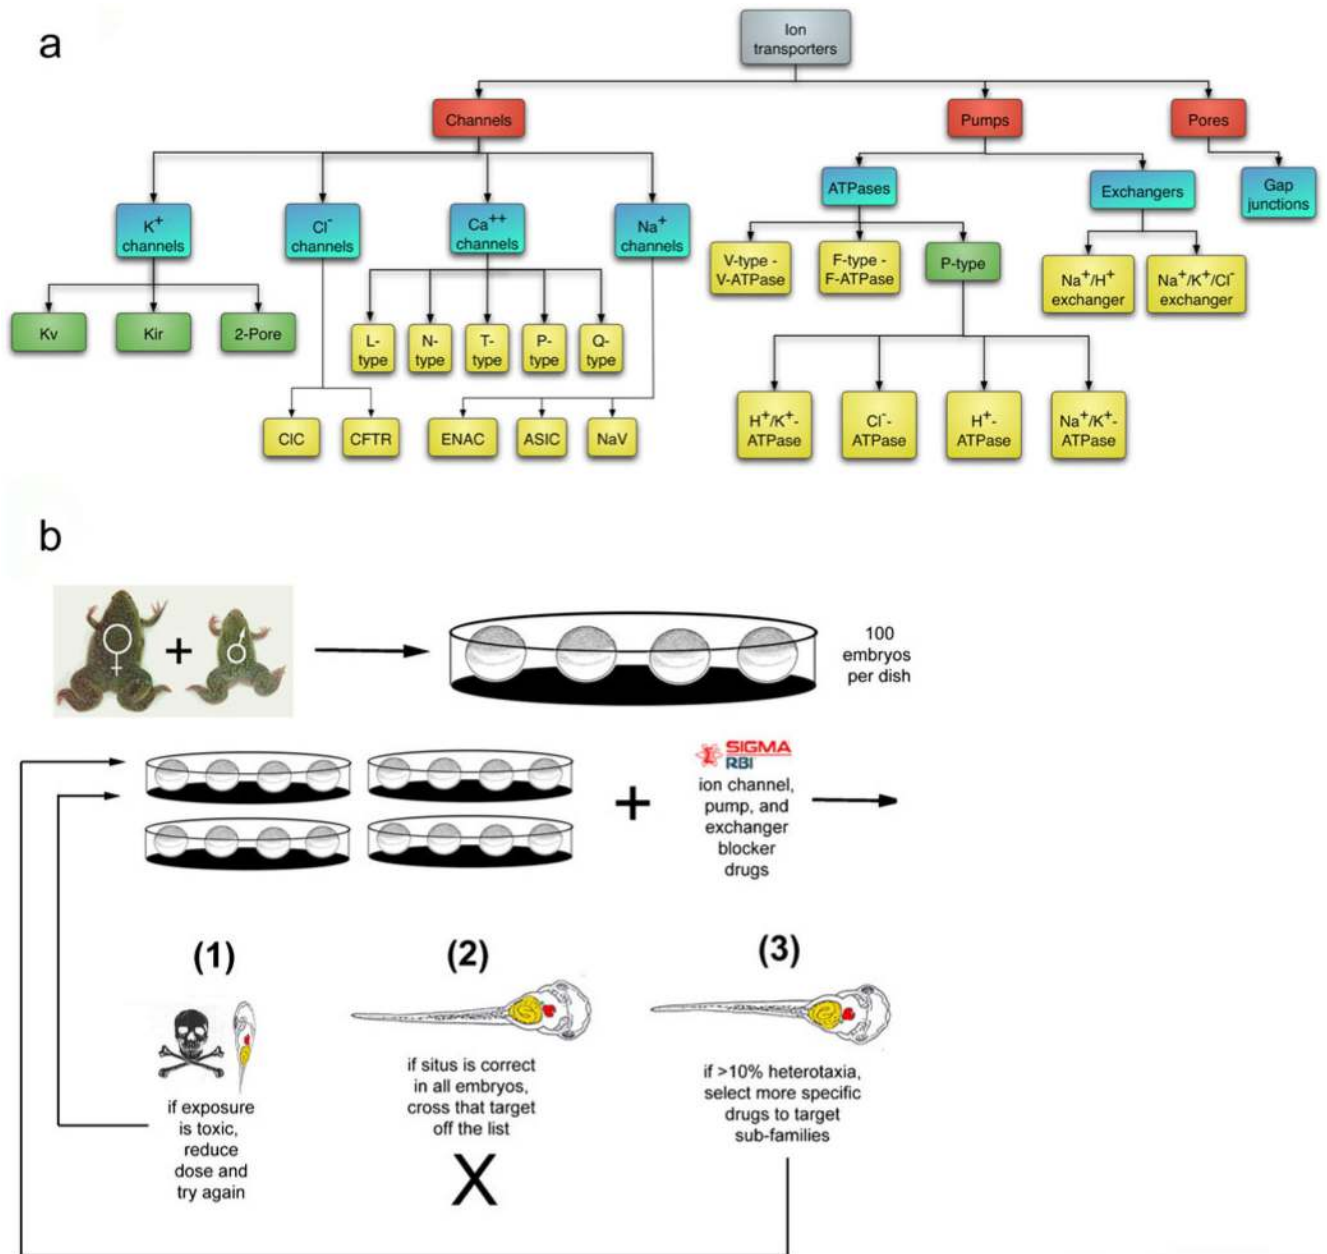 a
Ion
transporters
Channels
Pumps
Pores
K⁺
channels
Cl⁻
channels
Ca⁺⁺
channels
Na⁺
channels
ATPases
Exchangers
Gap
junctions
Kv
Kir
2-Pore
L-
type
N-
type
T-
type
P-
type
Q-
type
V-type -
V-ATPase
F-type -
F-ATPase
P-type
Na⁺/H⁺
exchanger
Na⁺/K⁺/Cl⁻
exchanger
ClC
CFTR
ENAC
ASIC
NaV
H⁺/K⁺-
ATPase
Cl⁻-
ATPase
H⁺-
ATPase
Na⁺/K⁺-
ATPase
b
♀
+
♂
100
embryos
per dish
+
SIGMA
RBI
ion channel,
pump, and
exchanger
blocker
drugs
(1)
if exposure
is toxic,
reduce
dose and
try again
(2)
if situs is correct
in all embryos,
cross that target
off the list
X
(3)
if >10% heterotaxia,
select more specific
drugs to target
sub-families